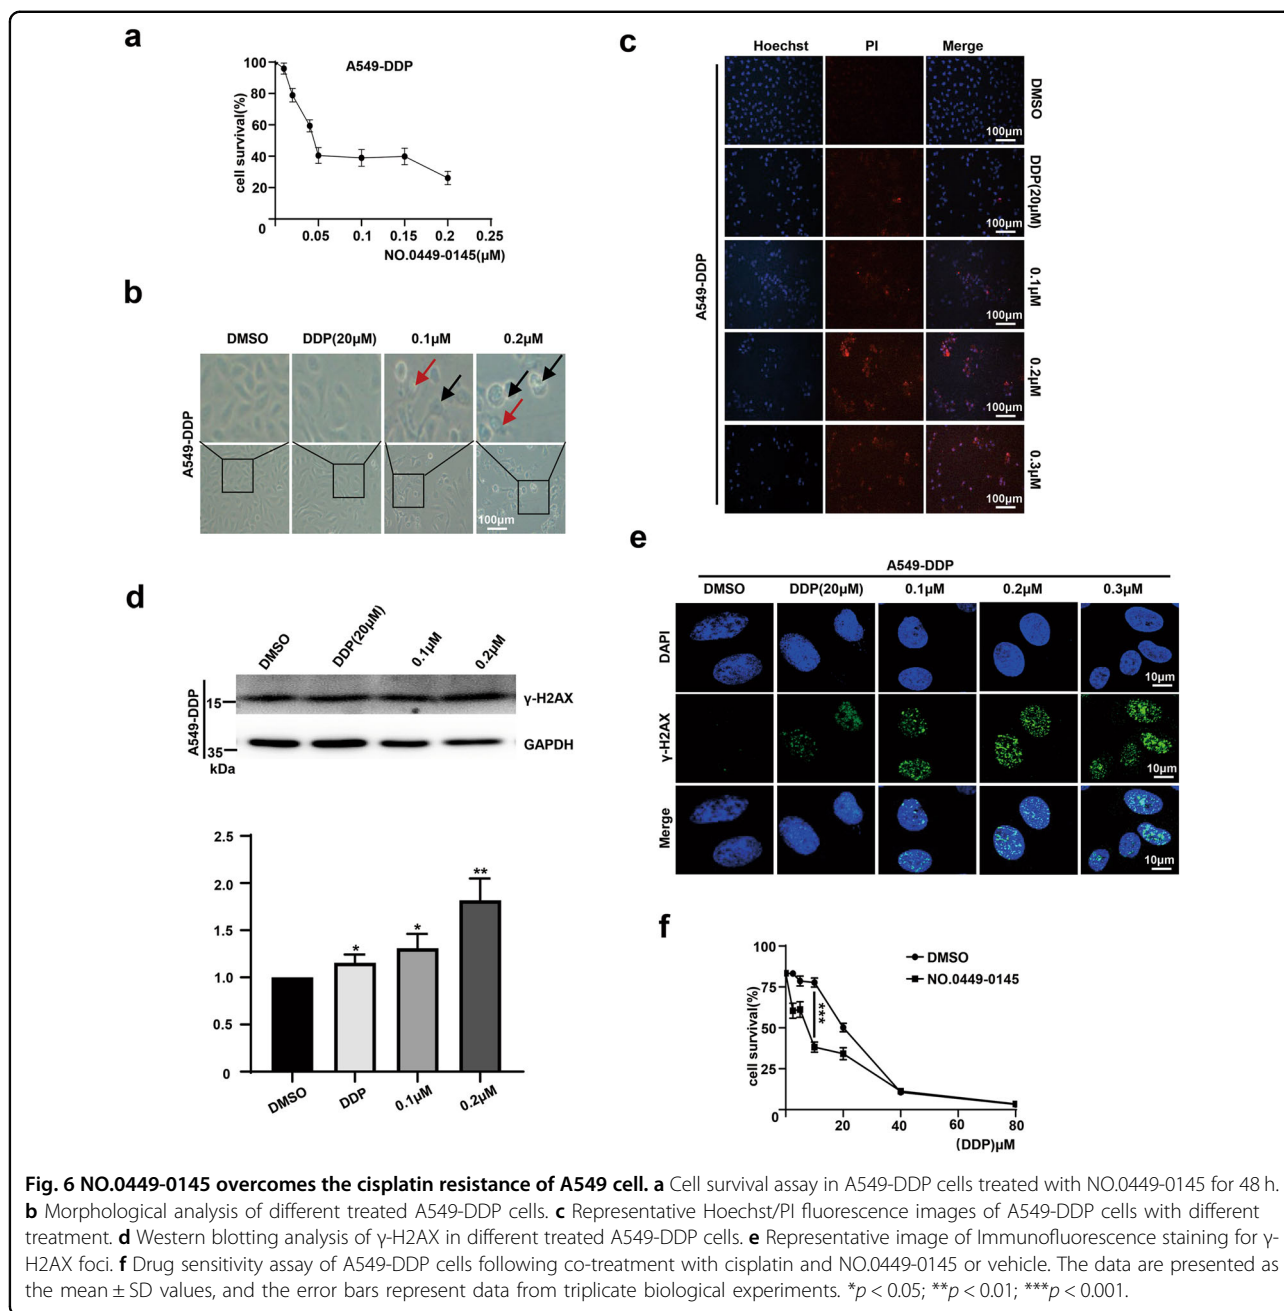 a
A549-DDP
100
80
60
40
20
0
cell survival(%)
0.05 0.1 0.15 0.2 0.25
NO.0449-0145(μM)
b
DMSO DDP(20μM) 0.1μM 0.2μM
A549-DDP
100μm
c
Hoechst PI Merge
A549-DDP
DMSO
100μm
DDP(20μM)
100μm
0.1μM
100μm
0.2μM
100μm
0.3μM
100μm
d
DMSO DDP(20μM) 0.1μM 0.2μM
A549-DDP
15 γ-H2AX
35 GAPDH
kDa
2.5
2.0
1.5
1.0
0.5
0
* * **
DMSO DDP 0.1μM 0.2μM
e
A549-DDP
DMSO DDP(20μM) 0.1μM 0.2μM 0.3μM
DAPI
10μm
γ-H2AX
10μm
Merge
10μm
f
100
75
50
25
0
cell survival(%)
DMSO
NO.0449-0145
***
20 40 60 80
(DDP)μM
Fig. 6 NO.0449-0145 overcomes the cisplatin resistance of A549 cell. a Cell survival assay in A549-DDP cells treated with NO.0449-0145 for 48 h.
b Morphological analysis of different treated A549-DDP cells. c Representative Hoechst/PI fluorescence images of A549-DDP cells with different
treatment. d Western blotting analysis of γ-H2AX in different treated A549-DDP cells. e Representative image of Immunofluorescence staining for γ-
H2AX foci. f Drug sensitivity assay of A549-DDP cells following co-treatment with cisplatin and NO.0449-0145 or vehicle. The data are presented as
the mean ± SD values, and the error bars represent data from triplicate biological experiments. *p < 0.05; **p < 0.01; ***p < 0.001.